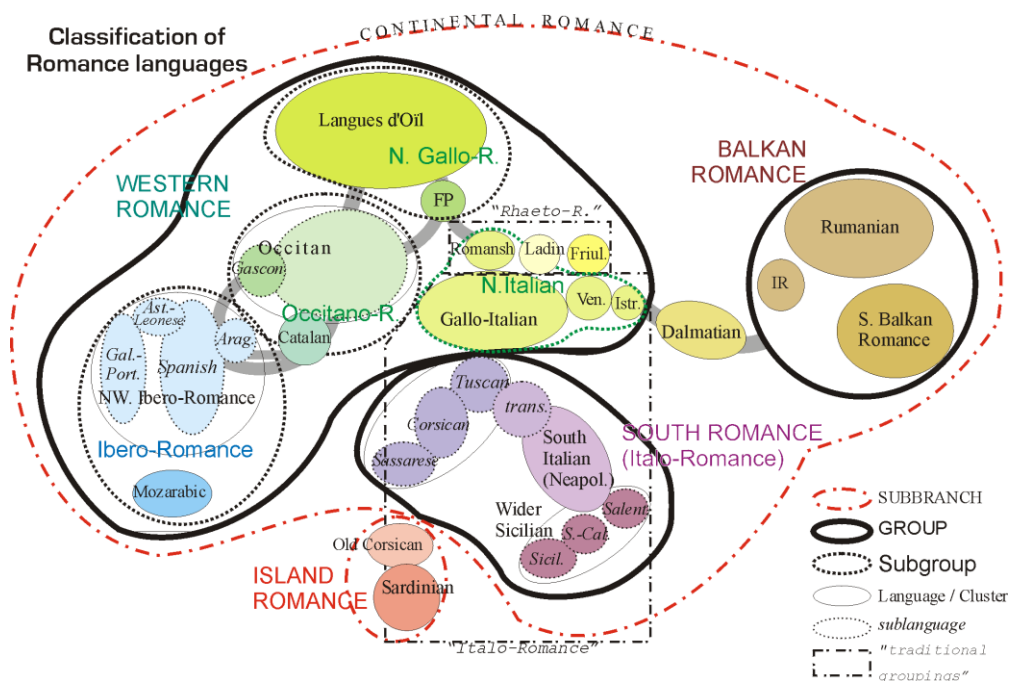 Classification of
Romance languages
CONTINENTAL ROMANCE
Langues d'Oïl
N. Gallo-R.
BALKAN
ROMANCE
WESTERN
ROMANCE
FP
"Rhaeto-R."
Rumanian
Occitan
Gascon
Romansh
Ladin
Friul.
IR
N.Italian
Ven.
Istr.
Gallo-Italian
Dalmatian
S. Balkan
Romance
Occitano-R.
Catalan
Ast.-
Leonese
Arag.
Gal.-
Port.
Spanish
NW. Ibero-Romance
Ibero-Romance
Mozarabic
Tuscan
trans.
Corsican
Sassarese
South
Italian
(Neapol.)
SOUTH ROMANCE
(Italo-Romance)
Wider
Sicilian
Salent.
S.-Cal.
Sicil.
Old Corsican
Sardinian
ISLAND
ROMANCE
"Italo-Romance"
SUBBRANCH
GROUP
Subgroup
Language / Cluster
sublanguage
"traditional
groupings"